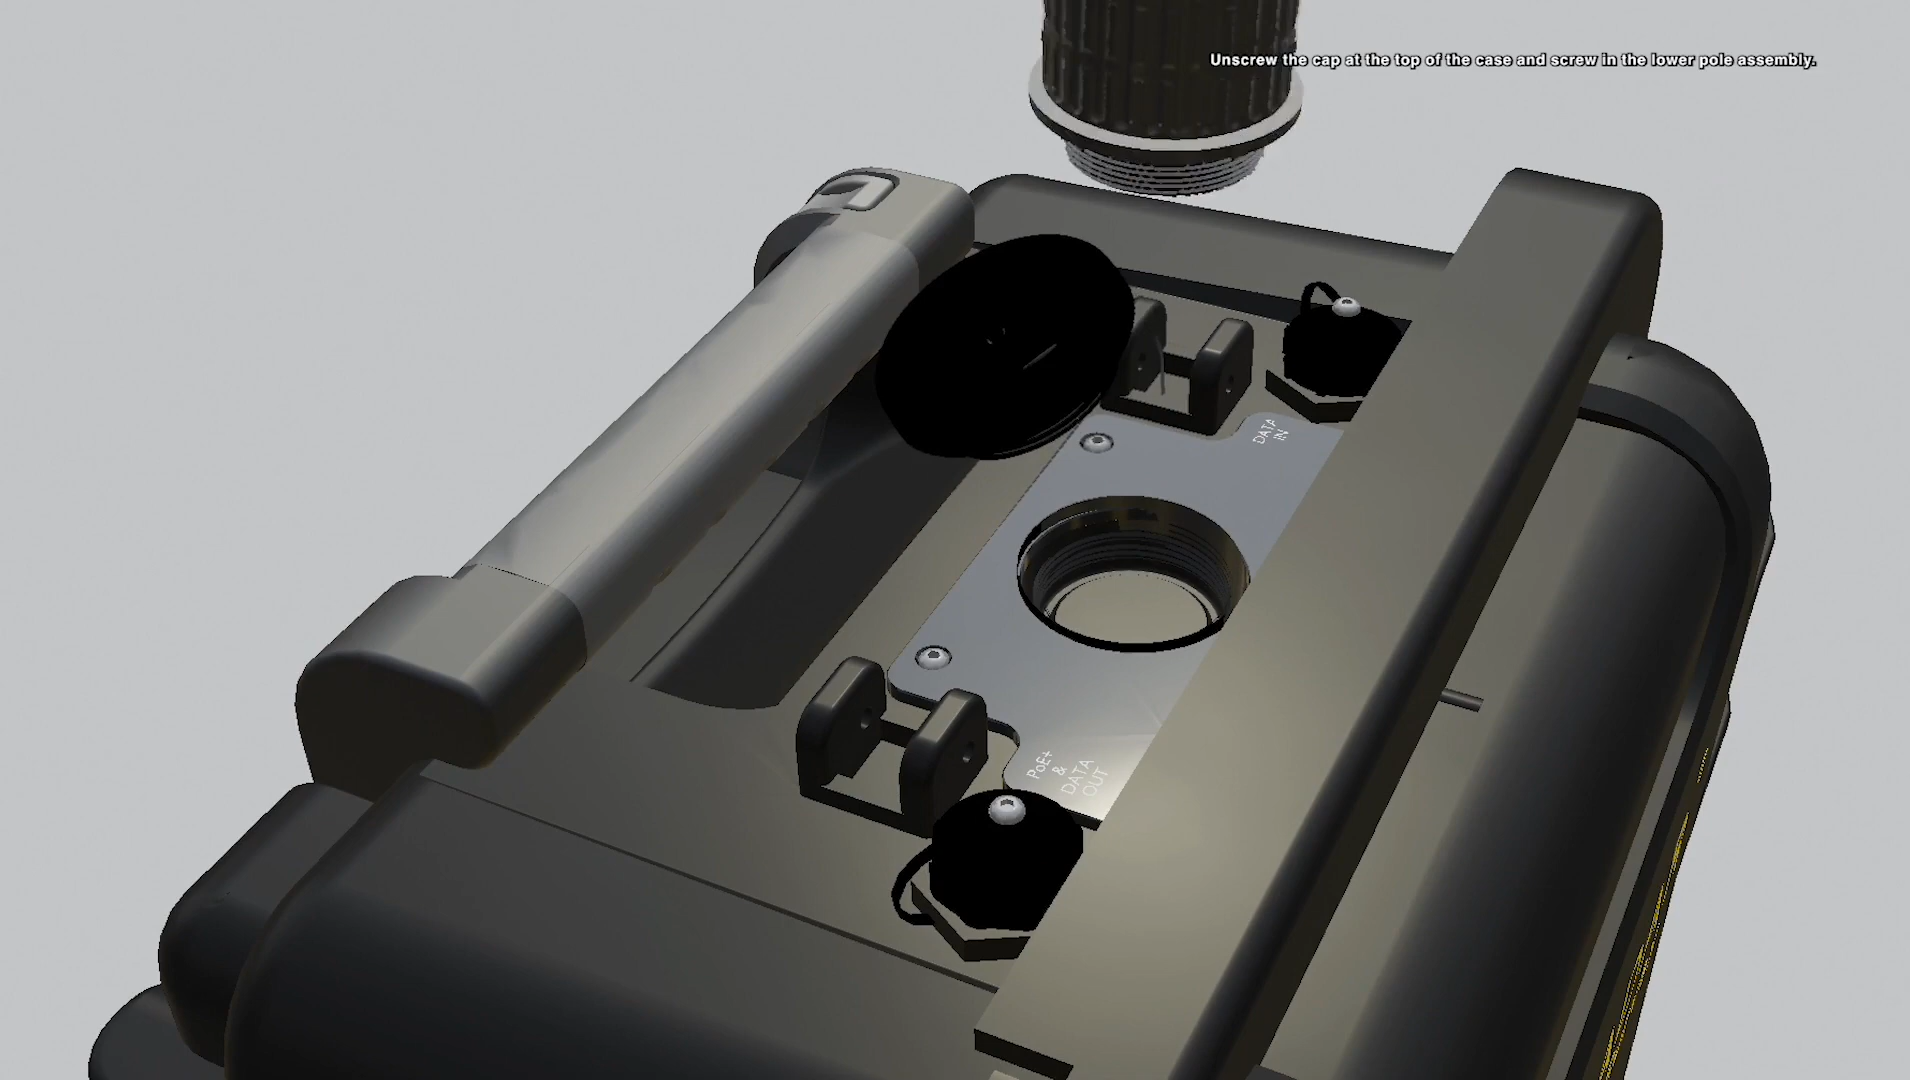 Unscrew the cap at the top of the case and screw in the lower pole assembly.
DATA
IN
PoE+
&
DATA
OUT